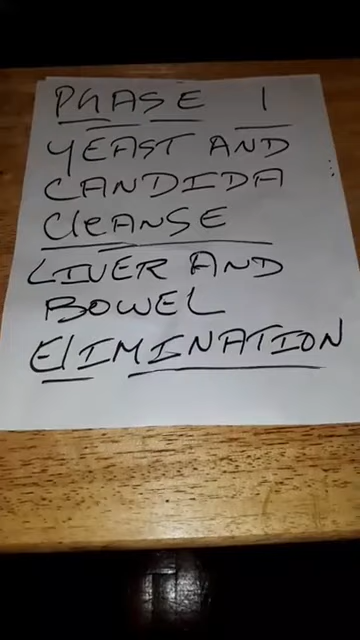 PHASE 1
YEAST AND
CANDIDA
CLEANSE
LIVER AND
BOWEL
ELIMINATION